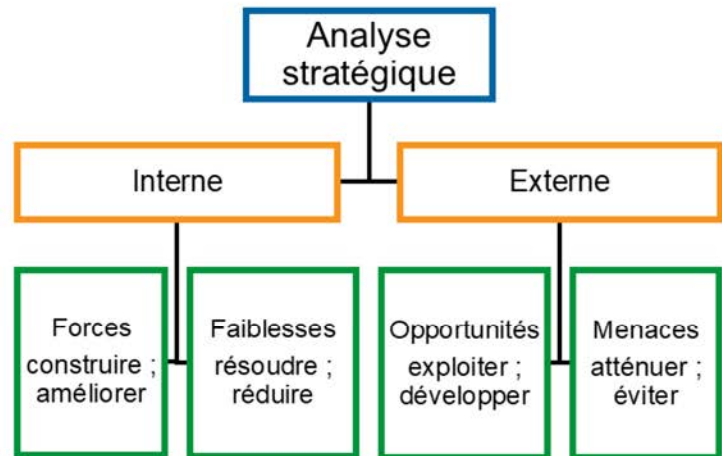 Analyse
stratégique
Interne
Externe
Forces
construire ;
améliorer
Faiblesses
résoudre ;
réduire
Opportunités
exploiter ;
développer
Menaces
atténuer ;
éviter